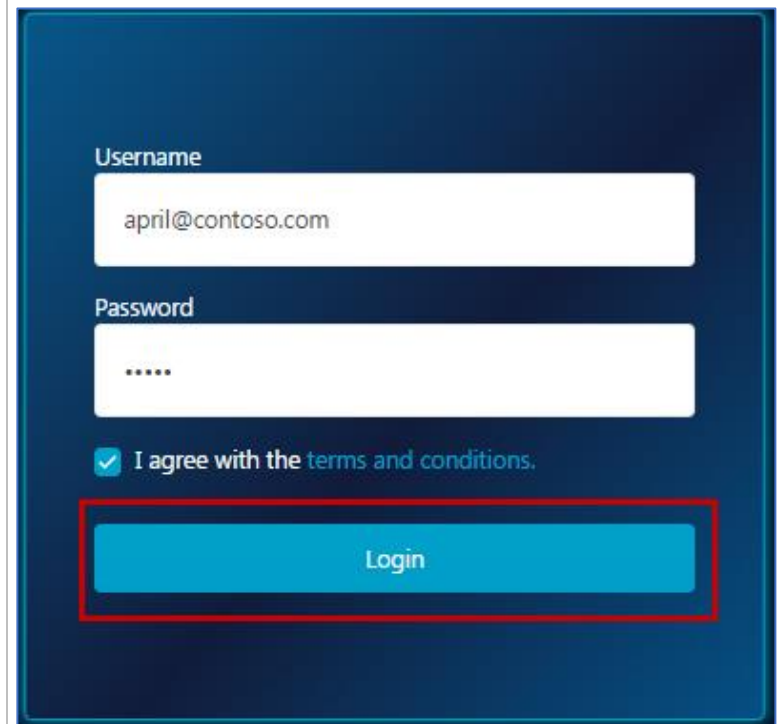 Username
april@contoso.com
Password
•••••
I agree with the terms and conditions.
Login